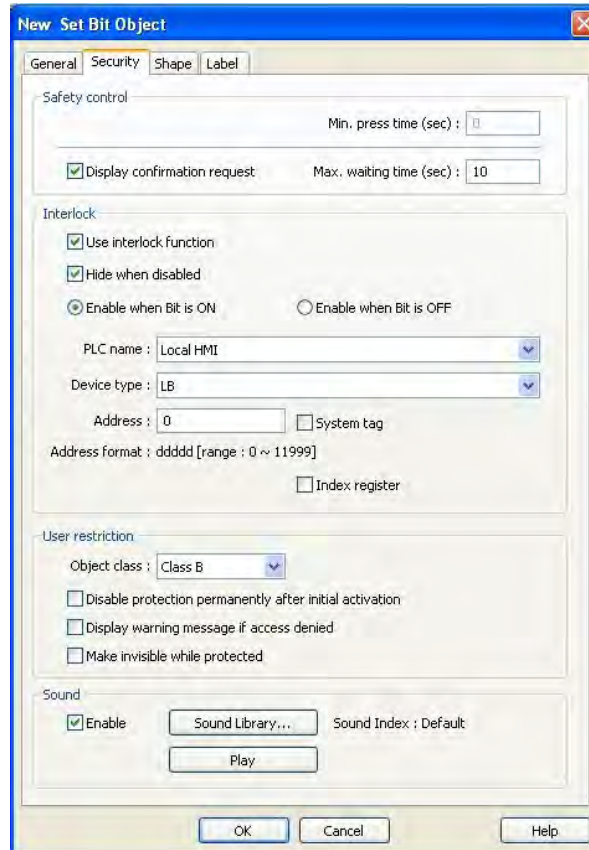 New Set Bit Object
General Security Shape Label
Safety control
Min. press time (sec) : 0
Display confirmation request Max. waiting time (sec) : 10
Interlock
Use interlock function
Hide when disabled
Enable when Bit is ON Enable when Bit is OFF
PLC name : Local HMI
Device type : LB
Address : 0 System tag
Address format : ddddd [range : 0 ~ 11999]
Index register
User restriction
Object class : Class B
Disable protection permanently after initial activation
Display warning message if access denied
Make invisible while protected
Sound
Enable Sound Library... Sound Index : Default
Play
OK Cancel Help